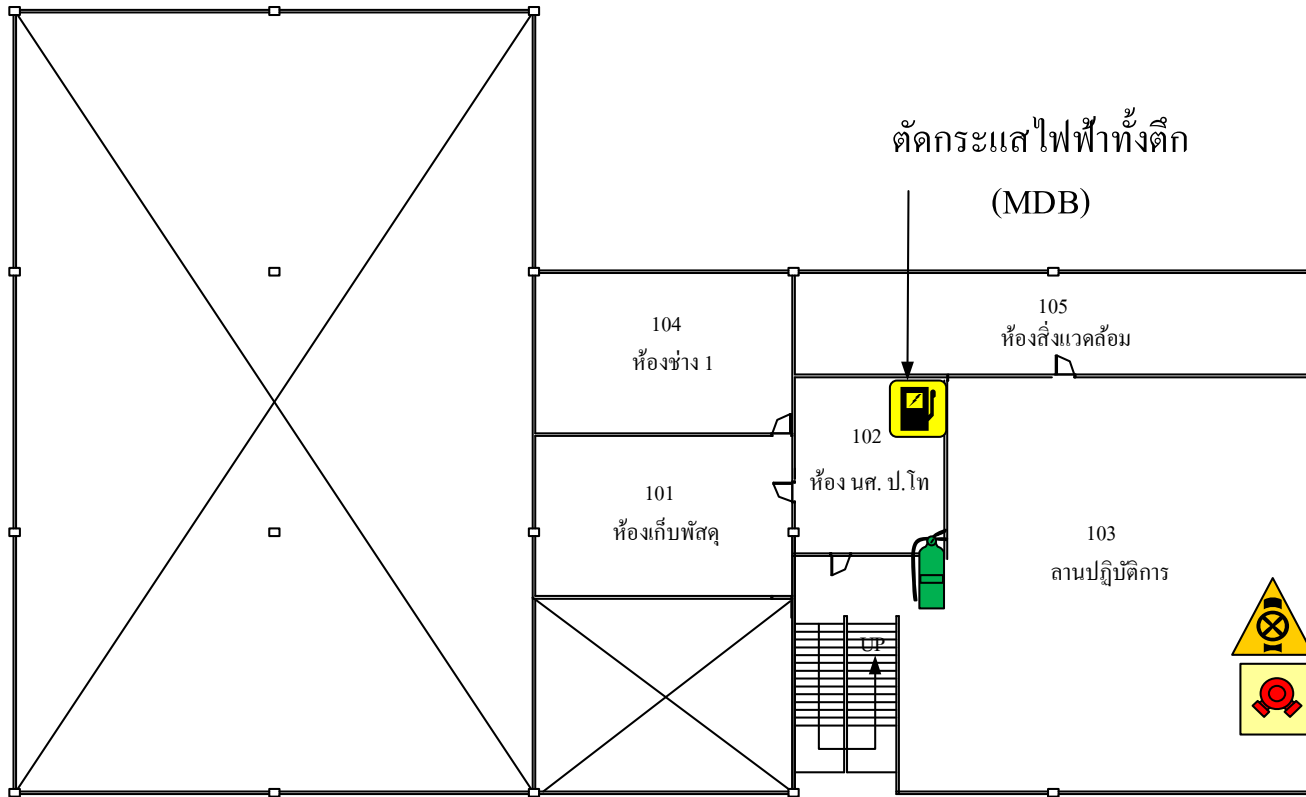 ตัดกระแสไฟฟ้าทั้งตึก
(MDB)
105
ห้องสิ่งแวดล้อม
104
ห้องช่าง 1
102
ห้อง นศ. ป.โท
101
ห้องเก็บพัสดุ
103
ลานปฏิบัติการ
UP